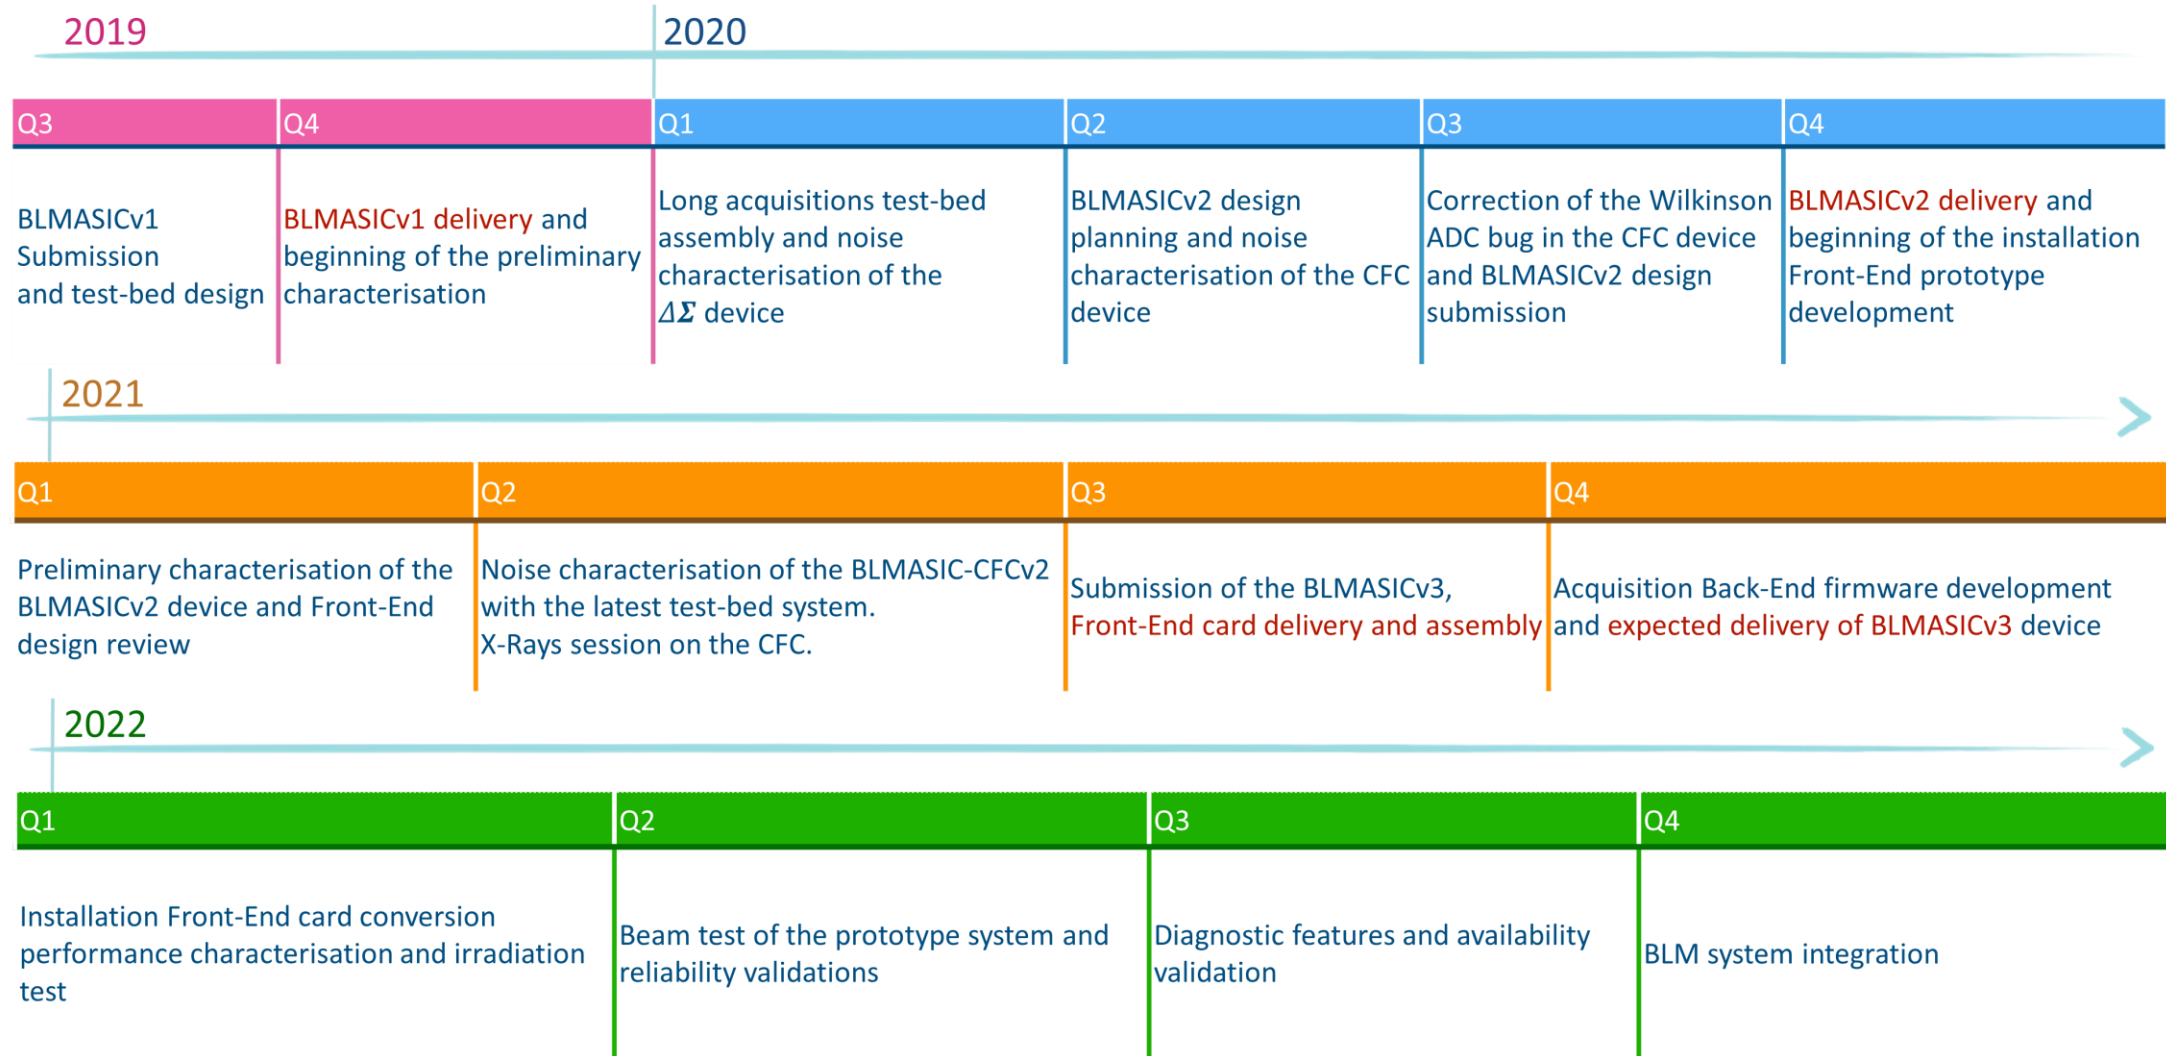 2019
2020
Q3
Q4
Q1
Q2
Q3
Q4
BLMASICv1
Submission
and test-bed design
BLMASICv1 delivery and
beginning of the preliminary
characterisation
Long acquisitions test-bed
assembly and noise
characterisation of the
ΔΣ device
BLMASICv2 design
planning and noise
characterisation of the CFC
device
Correction of the Wilkinson
ADC bug in the CFC device
and BLMASICv2 design
submission
BLMASICv2 delivery and
beginning of the installation
Front-End prototype
development
2021
Q1
Q2
Q3
Q4
Preliminary characterisation of the
BLMASICv2 device and Front-End
design review
Noise characterisation of the BLMASIC-CFCv2
with the latest test-bed system.
X-Rays session on the CFC.
Submission of the BLMASICv3,
Front-End card delivery and assembly
Acquisition Back-End firmware development
and expected delivery of BLMASICv3 device
2022
Q1
Q2
Q3
Q4
Installation Front-End card conversion
performance characterisation and irradiation
test
Beam test of the prototype system and
reliability validations
Diagnostic features and availability
validation
BLM system integration